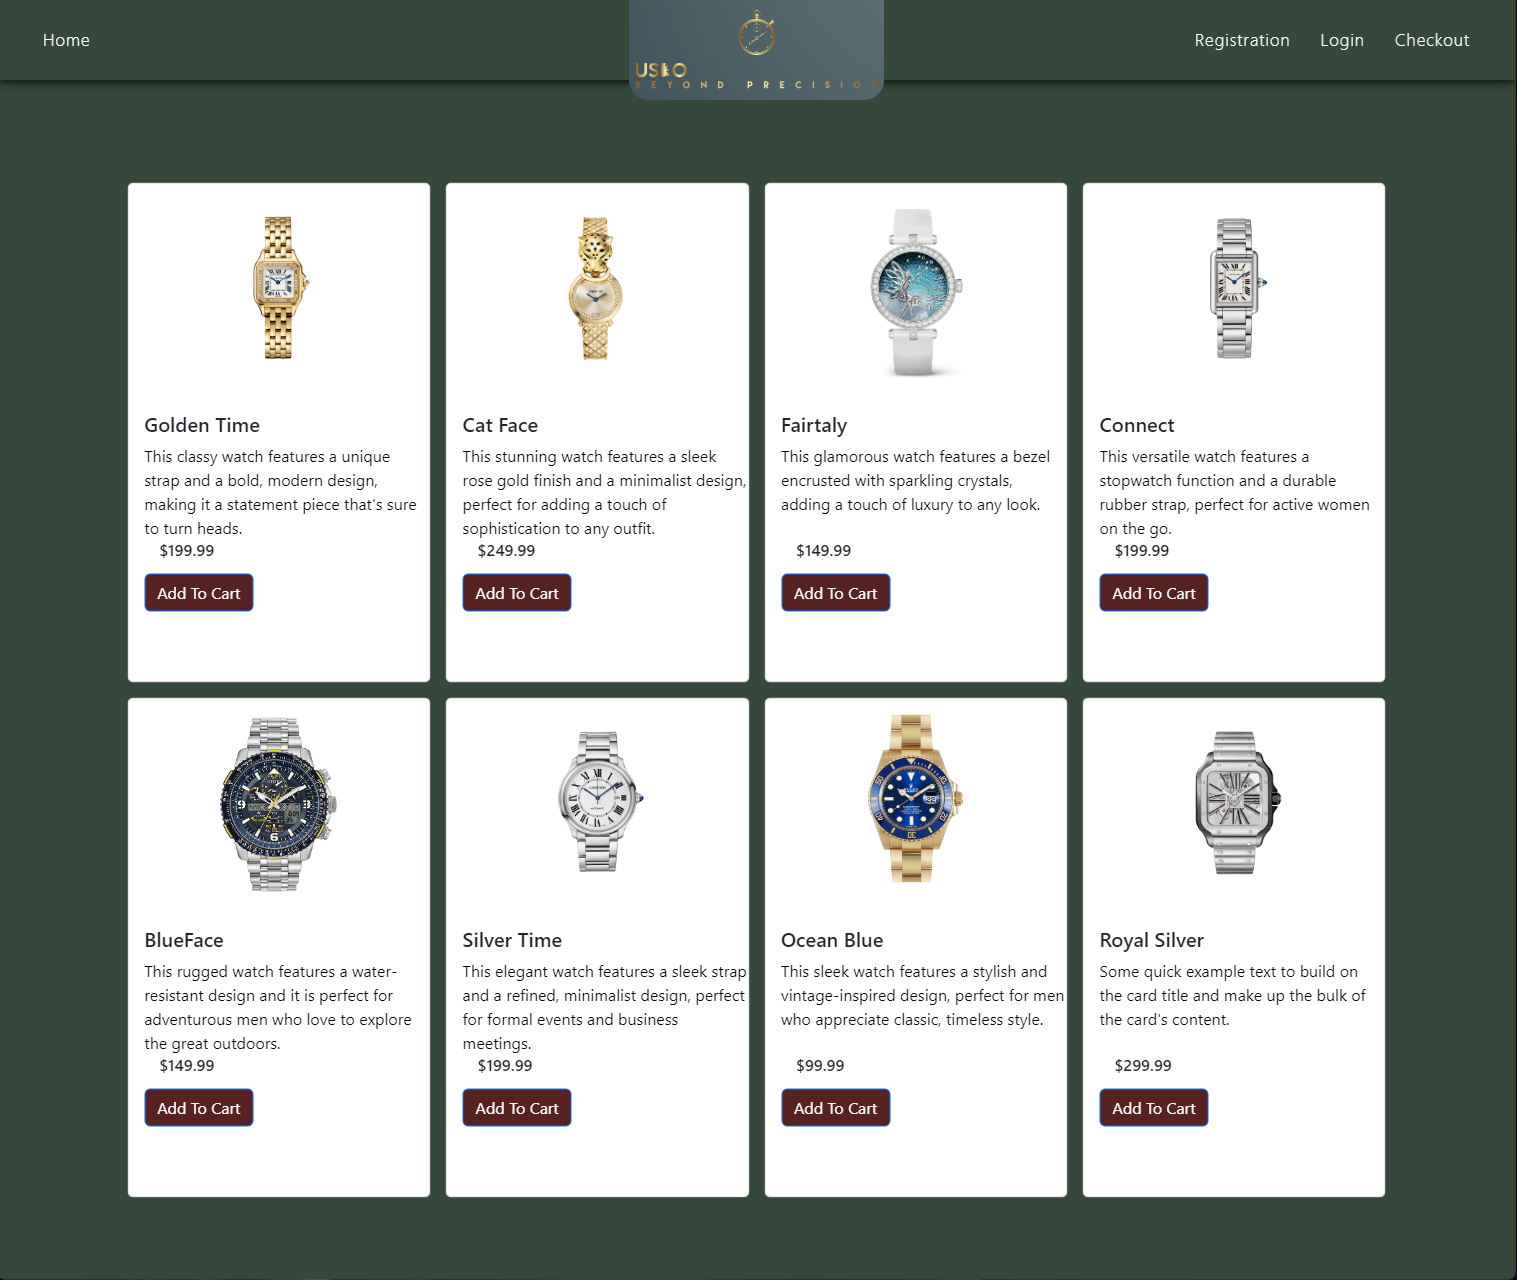 Home
BEYOND PRECISION
Registration
Login
Checkout
Golden Time
This classy watch features a unique
strap and a bold, modern design,
making it a statement piece that's sure
to turn heads.
$199.99
Add To Cart
Cat Face
This stunning watch features a sleek
rose gold finish and a minimalist design,
perfect for adding a touch of
sophistication to any outfit.
$249.99
Add To Cart
Fairtaly
This glamorous watch features a bezel
encrusted with sparkling crystals,
adding a touch of luxury to any look.
$149.99
Add To Cart
Connect
This versatile watch features a
stopwatch function and a durable
rubber strap, perfect for active women
on the go.
$199.99
Add To Cart
BlueFace
This rugged watch features a water-
resistant design and it is perfect for
adventurous men who love to explore
the great outdoors.
$149.99
Add To Cart
Silver Time
This elegant watch features a sleek strap
and a refined, minimalist design, perfect
for formal events and business
meetings.
$199.99
Add To Cart
Ocean Blue
This sleek watch features a stylish and
vintage-inspired design, perfect for men
who appreciate classic, timeless style.
$99.99
Add To Cart
Royal Silver
Some quick example text to build on
the card title and make up the bulk of
the card's content.
$299.99
Add To Cart